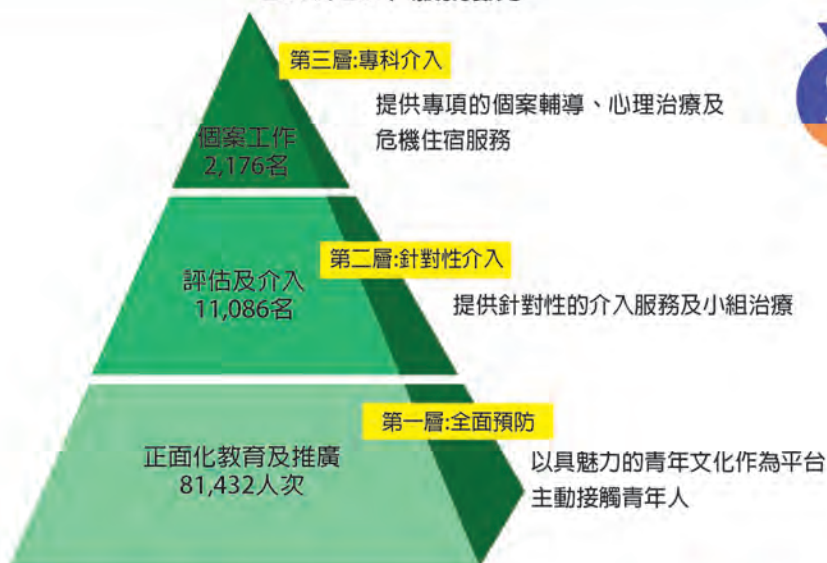 第三層:專科介入
提供專項的個案輔導、心理治療及
危機住宿服務
個案工作
2,176名
第二層:針對性介入
評估及介入
11,086名
提供針對性的介入服務及小組治療
第一層:全面預防
正面化教育及推廣
81,432人次
以具魅力的青年文化作為平台
主動接觸青年人